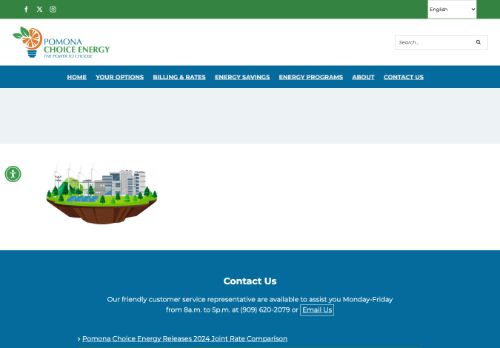 English
POMONA
CHOICE ENERGY
THE POWER TO CHOOSE
Search...
HOME YOUR OPTIONS BILLING & RATES ENERGY SAVINGS ENERGY PROGRAMS ABOUT CONTACT US
Contact Us
Our friendly customer service representative are available to assist you Monday-Friday
from 8a.m. to 5p.m. at (909) 620-2079 or Email Us
Pomona Choice Energy Releases 2024 Joint Rate Comparison